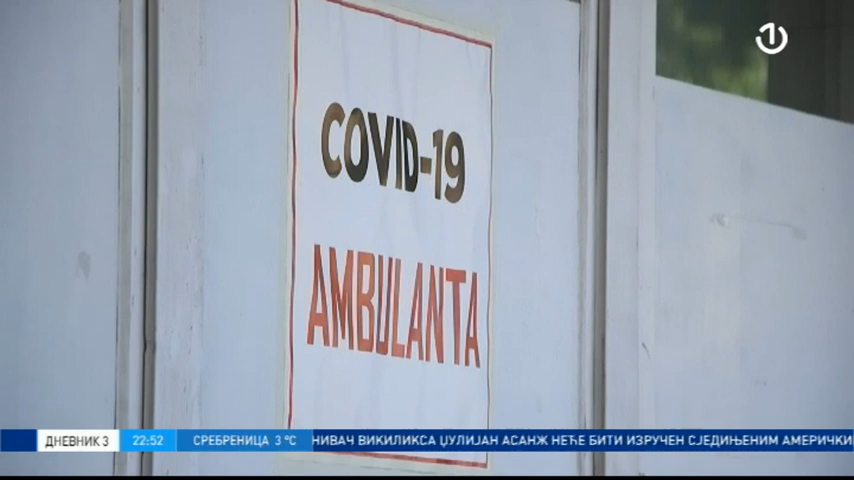 COVID-19
AMBULANTA
ДНЕВНИК 3 22:52 СРЕБРЕНИЦА 3 °C НИВАЧ ВИКИЛИКСА ЏУЛИЈАН АСАНЖ НЕЋЕ БИТИ ИЗРУЧЕН СЈЕДИЊЕНИМ АМЕРИЧКИ